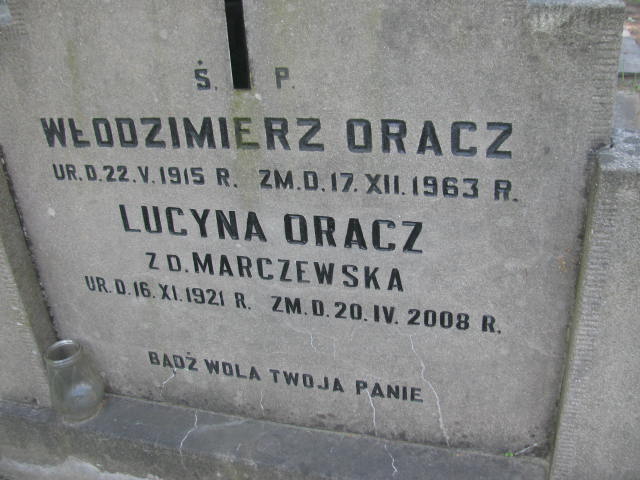 Ś. P.
WŁODZIMIERZ ORACZ
UR. D. 22. V. 1915 R. ZM. D. 17. XII. 1963 R.
LUCYNA ORACZ
Z D. MARCZEWSKA
UR. D. 16. XI. 1921 R. ZM. D. 20. IV. 2008 R.
BĄDŹ WOLA TWOJA PANIE